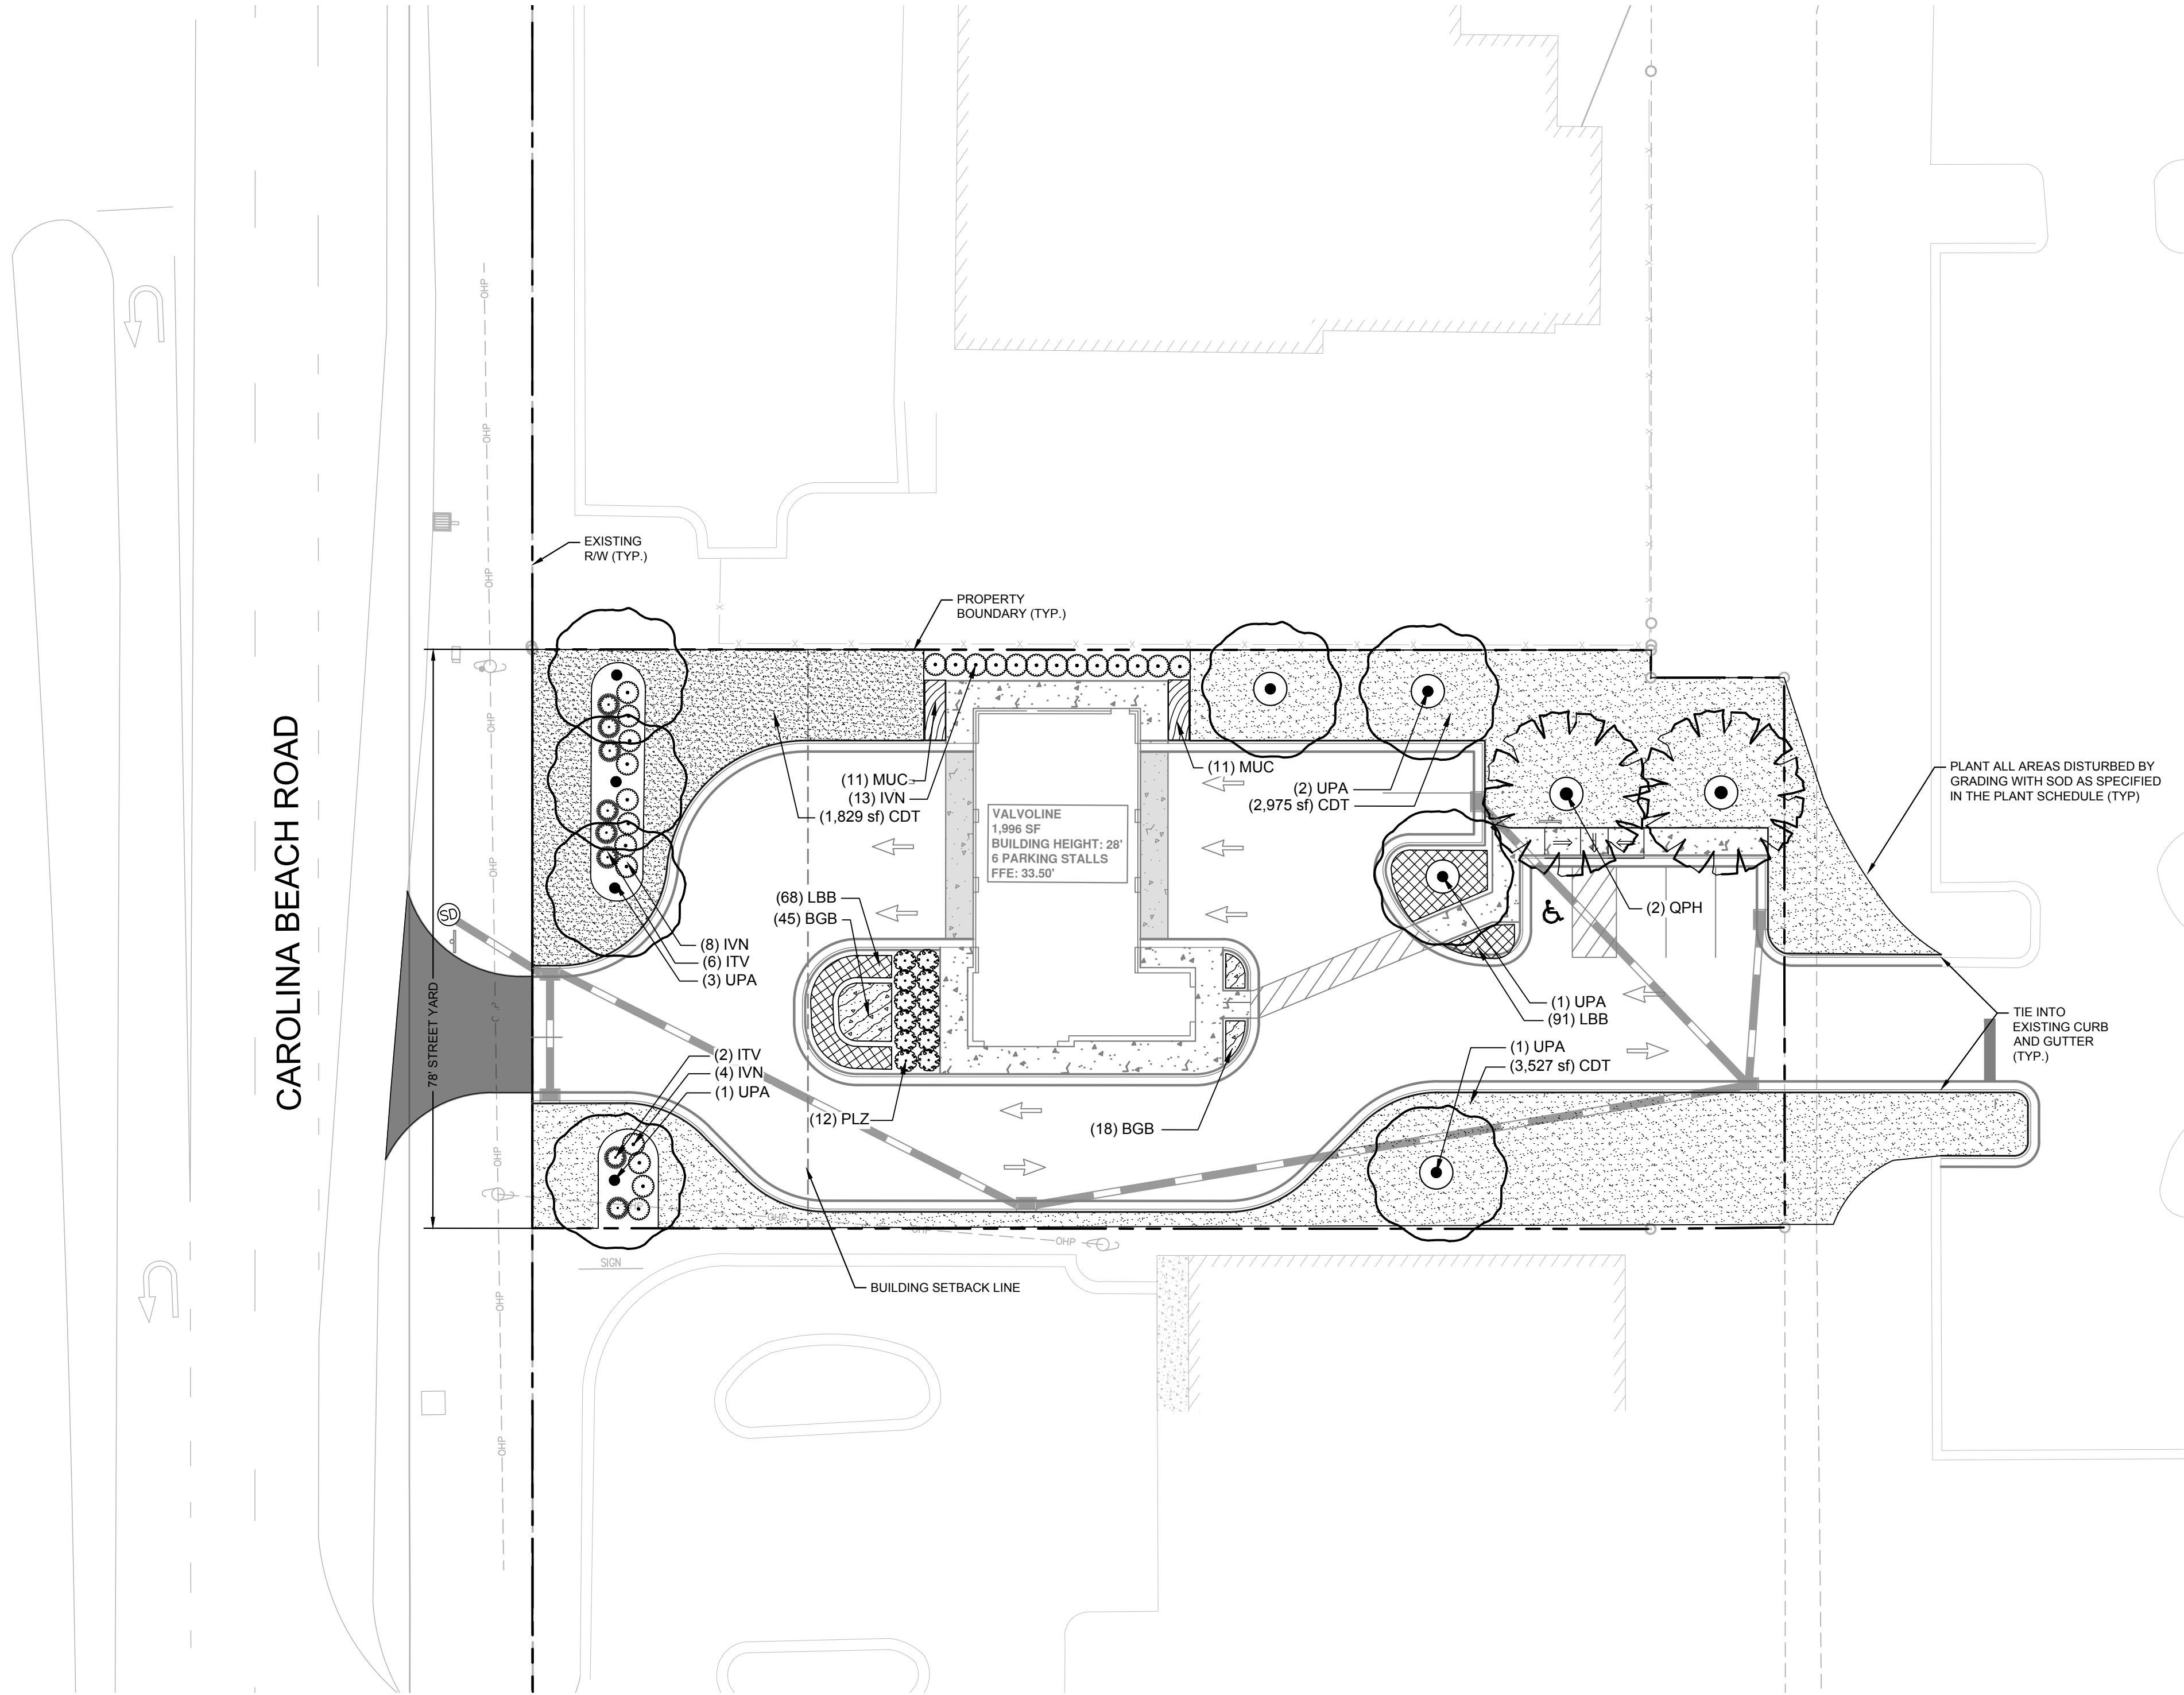 OHP
OHP
EXISTING
R/W (TYP.)
OHP
PROPERTY
BOUNDARY (TYP.)
OHP
CAROLINA BEACH ROAD
78' STREET YARD
OHP
SD
(11) MUC
(13) IVN
(1,829 sf) CDT
(11) MUC
(2) UPA
(2,975 sf) CDT
PLANT ALL AREAS DISTURBED BY
GRADING WITH SOD AS SPECIFIED
IN THE PLANT SCHEDULE (TYP)
VALVOLINE
1,996 SF
BUILDING HEIGHT: 28'
6 PARKING STALLS
FFE: 33.50'
(68) LBB
(45) BGB
(2) QPH
(8) IVN
(6) ITV
(3) UPA
(1) UPA
(91) LBB
TIE INTO
EXISTING CURB
AND GUTTER
(TYP.)
(2) ITV
(4) IVN
(1) UPA
(1) UPA
(3,527 sf) CDT
(12) PLZ
(18) BGB
OHP
OHP
OHP
OHP
OHP
SIGN
BUILDING SETBACK LINE
OHP
OHP